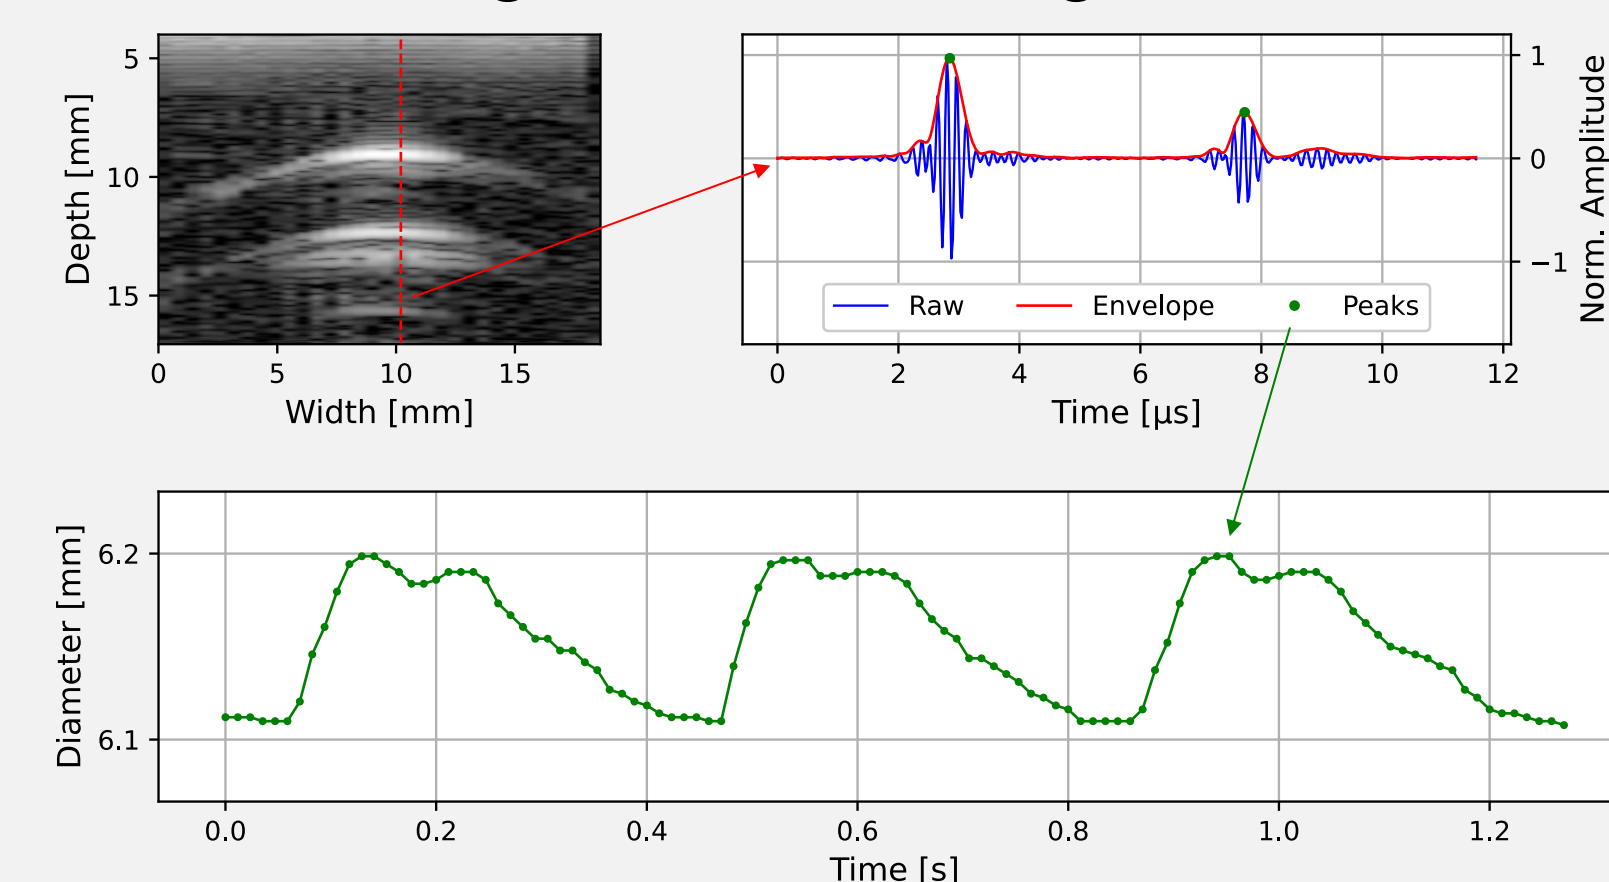 5
10
15
Depth [mm]
0 5 10 15
Width [mm]
1
0
−1
Norm. Amplitude
Raw Envelope Peaks
0 2 4 6 8 10 12
Time [μs]
6.2
6.1
Diameter [mm]
0.0 0.2 0.4 0.6 0.8 1.0 1.2
Time [s]